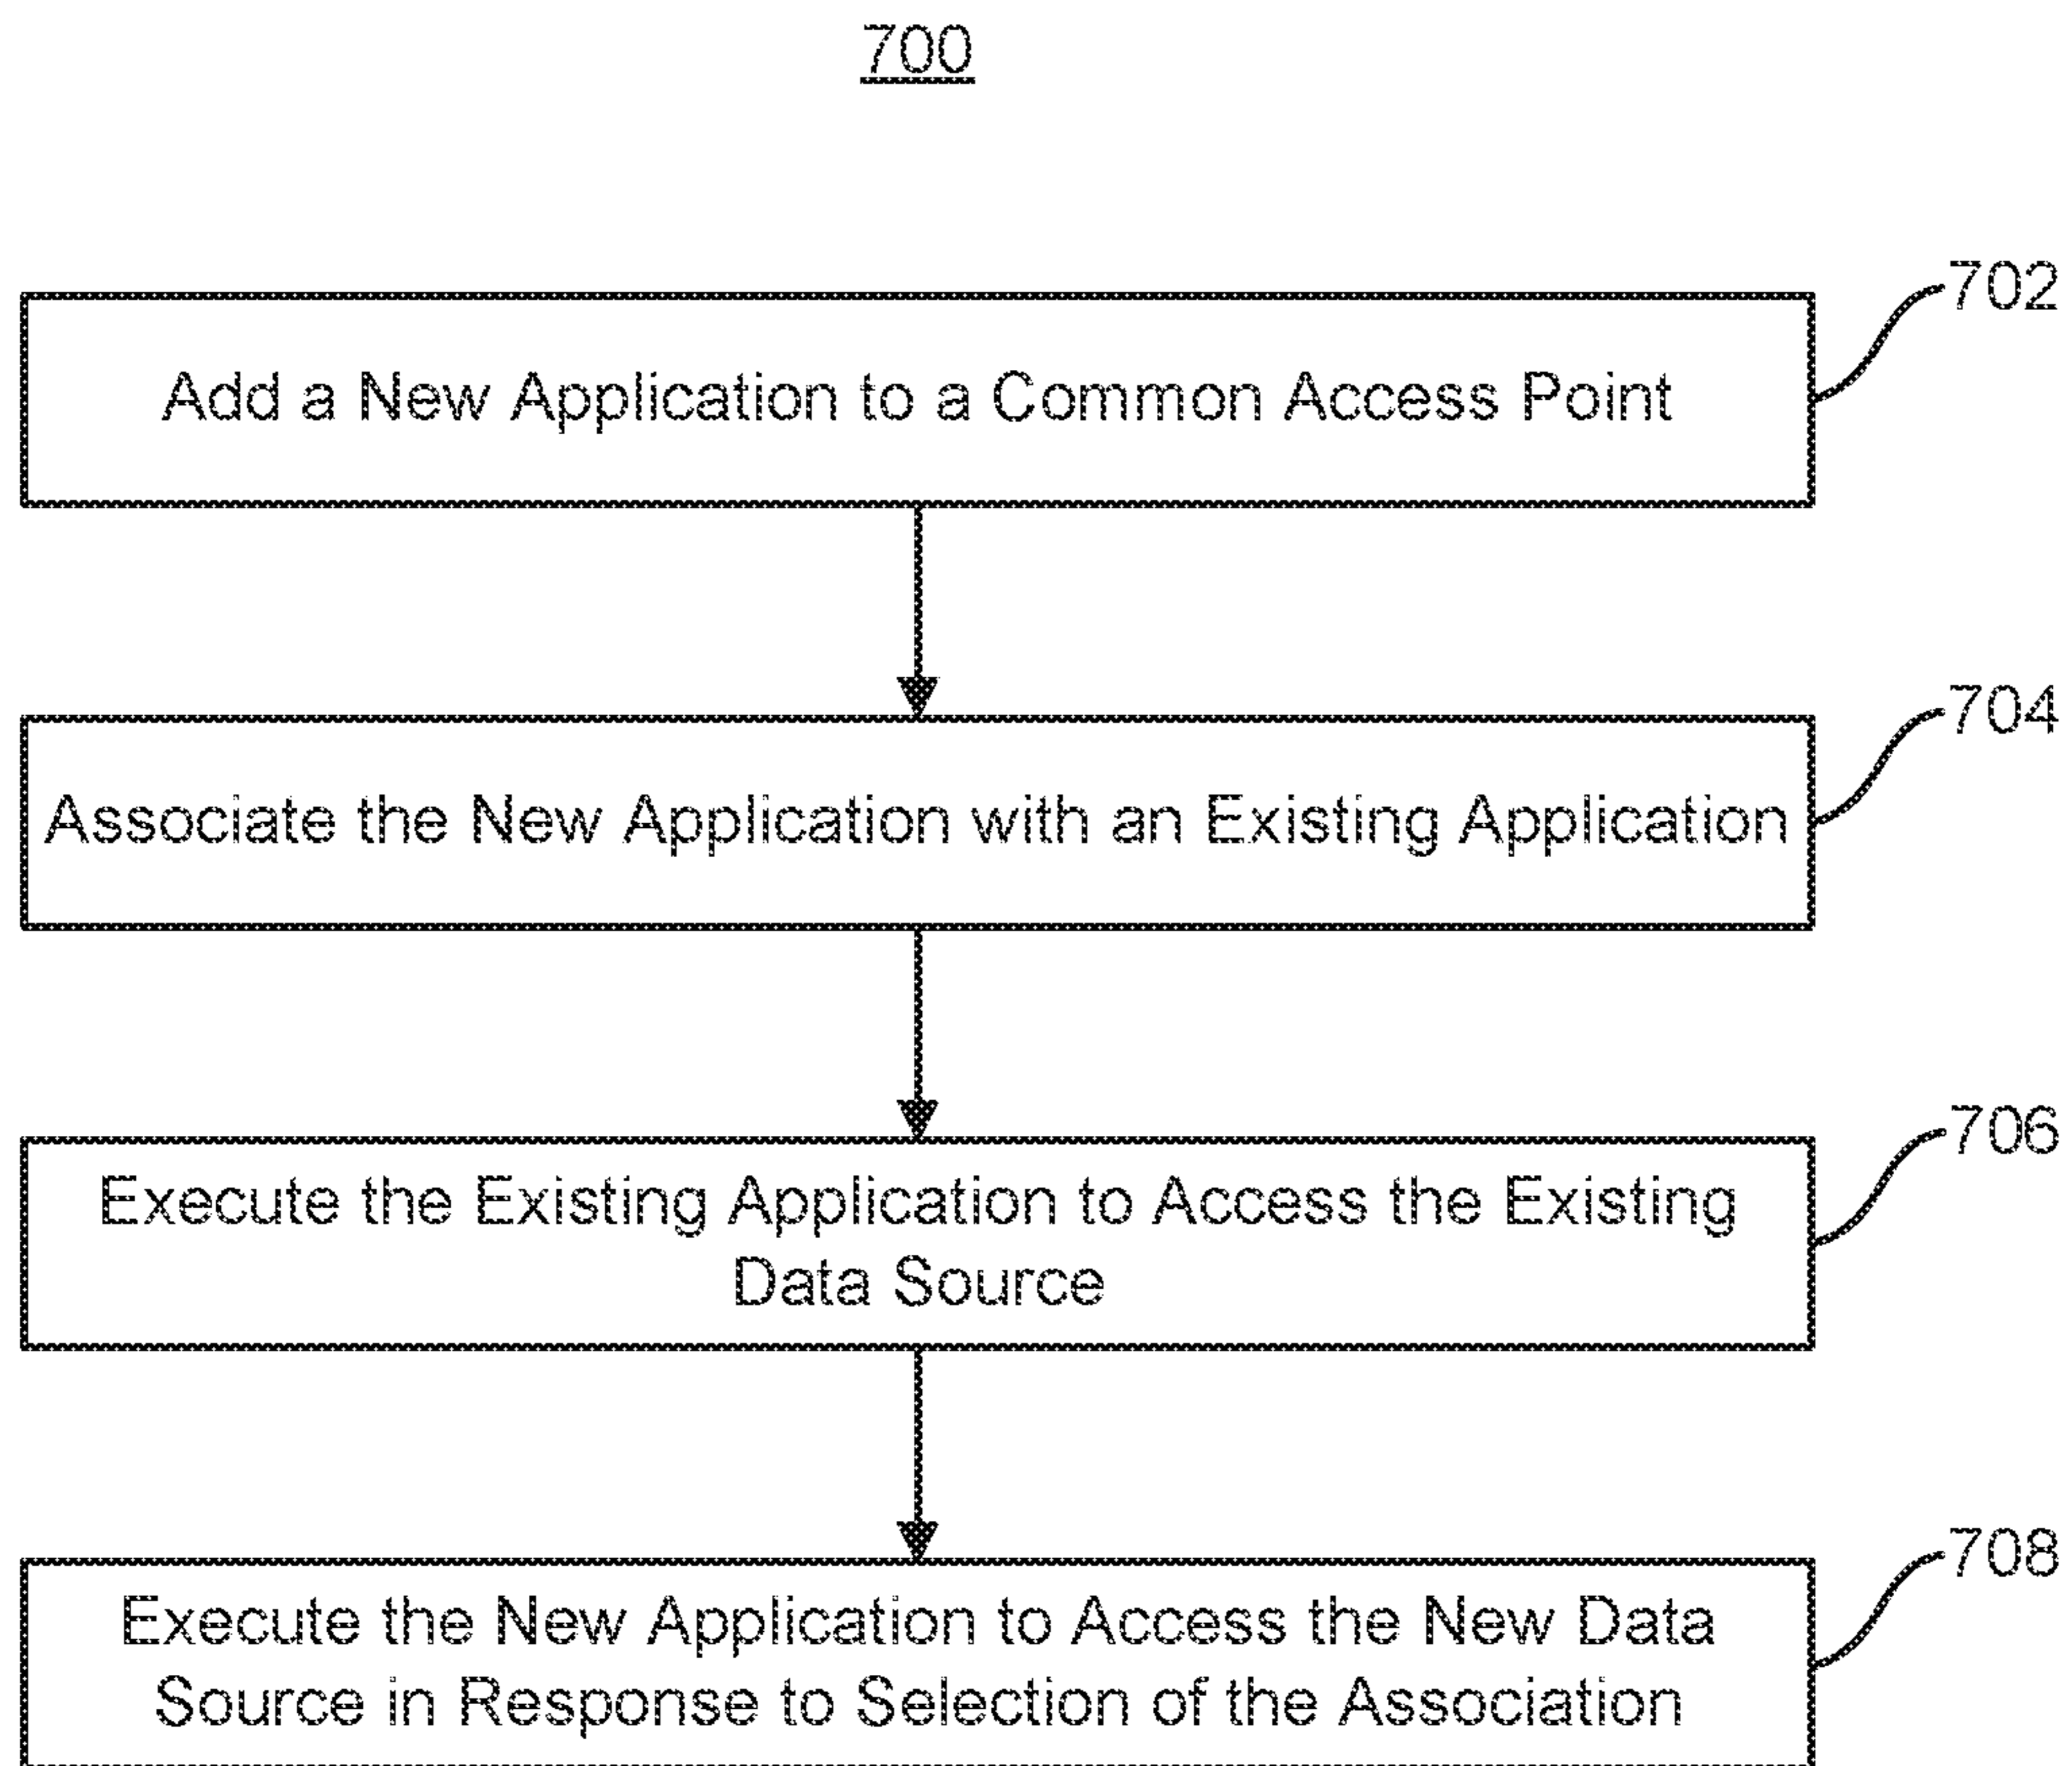 700
702
Add a New Application to a Common Access Point
704
Associate the New Application with an Existing Application
706
Execute the Existing Application to Access the Existing
Data Source
708
Execute the New Application to Access the New Data
Source in Response to Selection of the Association